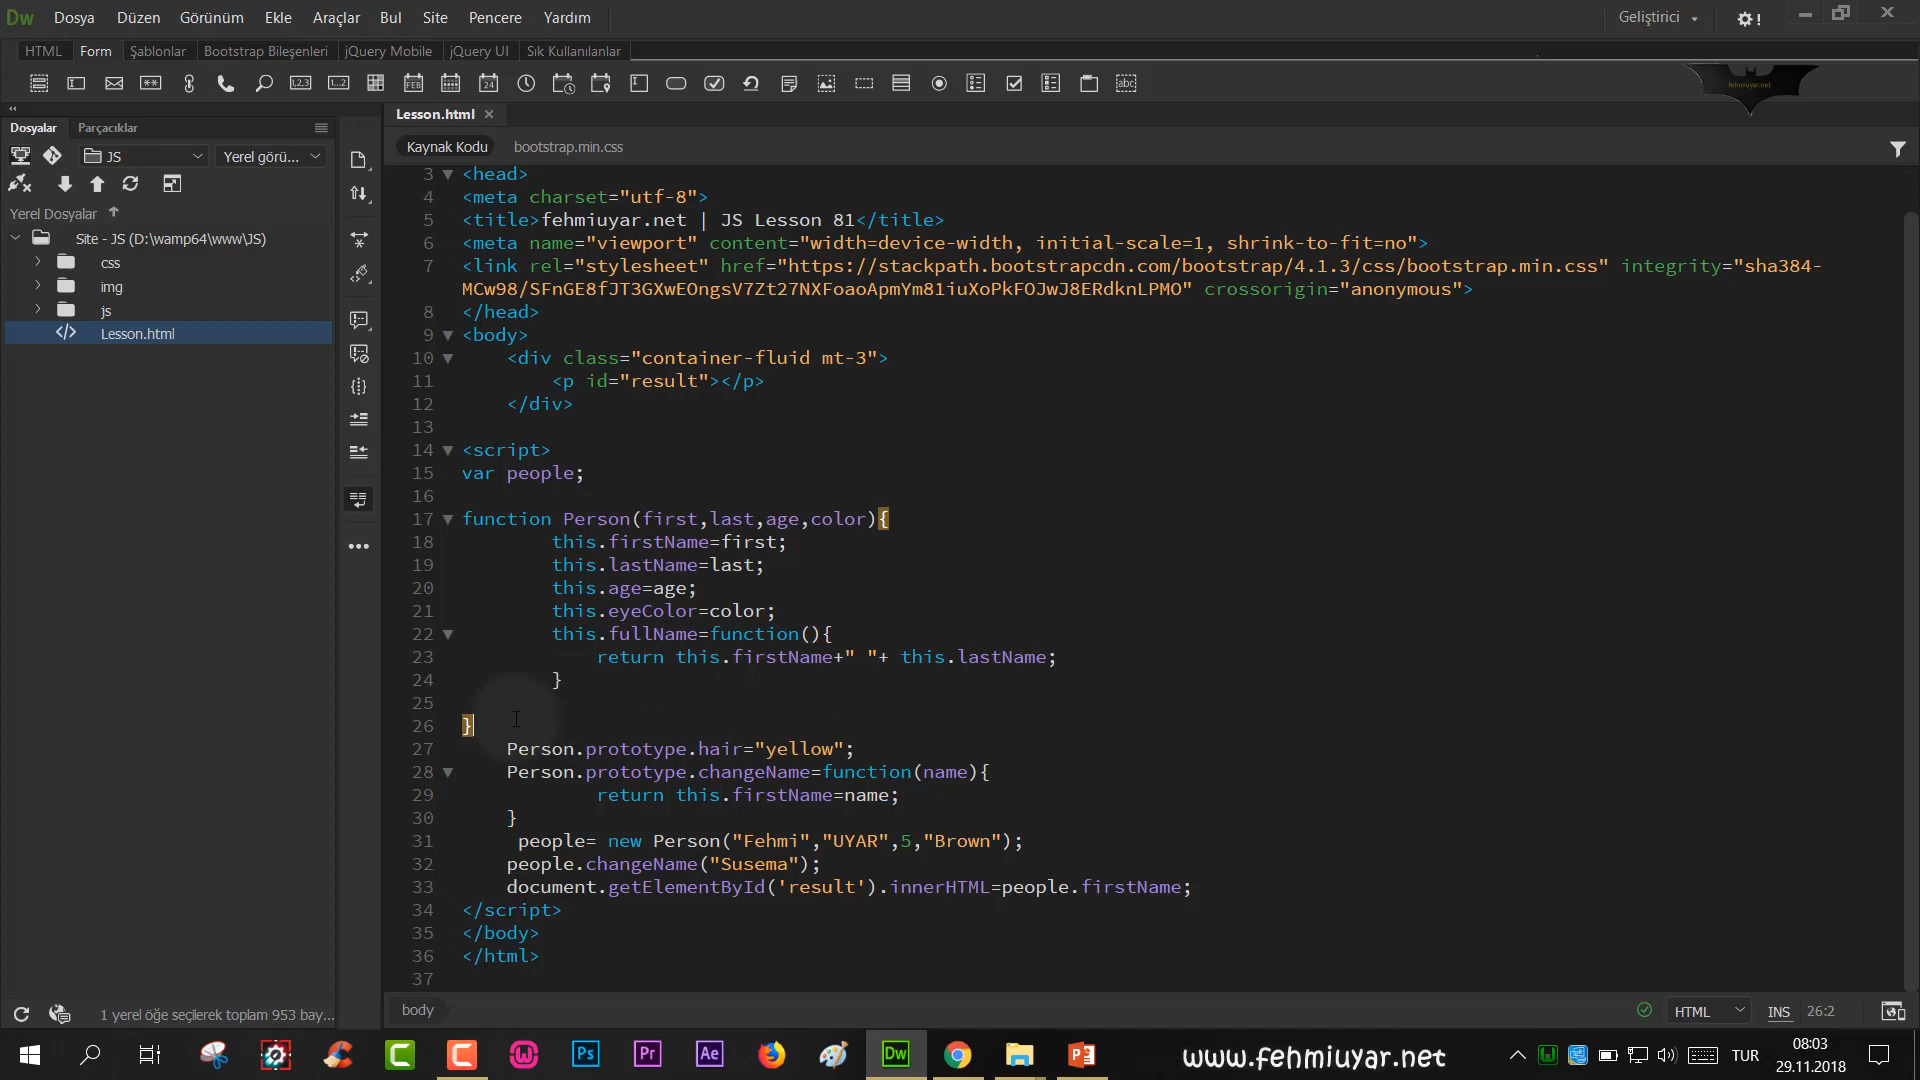 Dw Dosya Düzen Görünüm Ekle Araçlar Bul Site Pencere Yardım Geliştirici
HTML Form Şablonlar Bootstrap Bileşenleri jQuery Mobile jQuery UI Sık Kullanılanlar
fehmiuyar.net
Dosyalar Parçacıklar
Lesson.html
JS Yerel görü...
Kaynak Kodu bootstrap.min.css
Yerel Dosyalar
Site - JS (D:\wamp64\www\JS)
css
img
js
Lesson.html
3 <head>
4 <meta charset="utf-8">
5 <title>fehmiuyar.net | JS Lesson 81</title>
6 <meta name="viewport" content="width=device-width, initial-scale=1, shrink-to-fit=no">
7 <link rel="stylesheet" href="https://stackpath.bootstrapcdn.com/bootstrap/4.1.3/css/bootstrap.min.css" integrity="sha384-
MCw98/SFnGE8fJT3GXwEOngsV7Zt27NXFoaoApmYm81iuXoPkFOJwJ8ERdknLPMO" crossorigin="anonymous">
8 </head>
9 <body>
10 <div class="container-fluid mt-3">
11 <p id="result"></p>
12 </div>
13
14 <script>
15 var people;
16
17 function Person(first,last,age,color){
18 this.firstName=first;
19 this.lastName=last;
20 this.age=age;
21 this.eyeColor=color;
22 this.fullName=function(){
23 return this.firstName+" "+ this.lastName;
24 }
25
26 }
27 Person.prototype.hair="yellow";
28 Person.prototype.changeName=function(name){
29 return this.firstName=name;
30 }
31 people= new Person("Fehmi","UYAR",5,"Brown");
32 people.changeName("Susema");
33 document.getElementById('result').innerHTML=people.firstName;
34 </script>
35 </body>
36 </html>
37
1 yerel öğe seçilerek toplam 953 bay...
body HTML INS 26:2
Ps Pr Ae Dw
www.fehmiuyar.net
TUR
08:03
29.11.2018